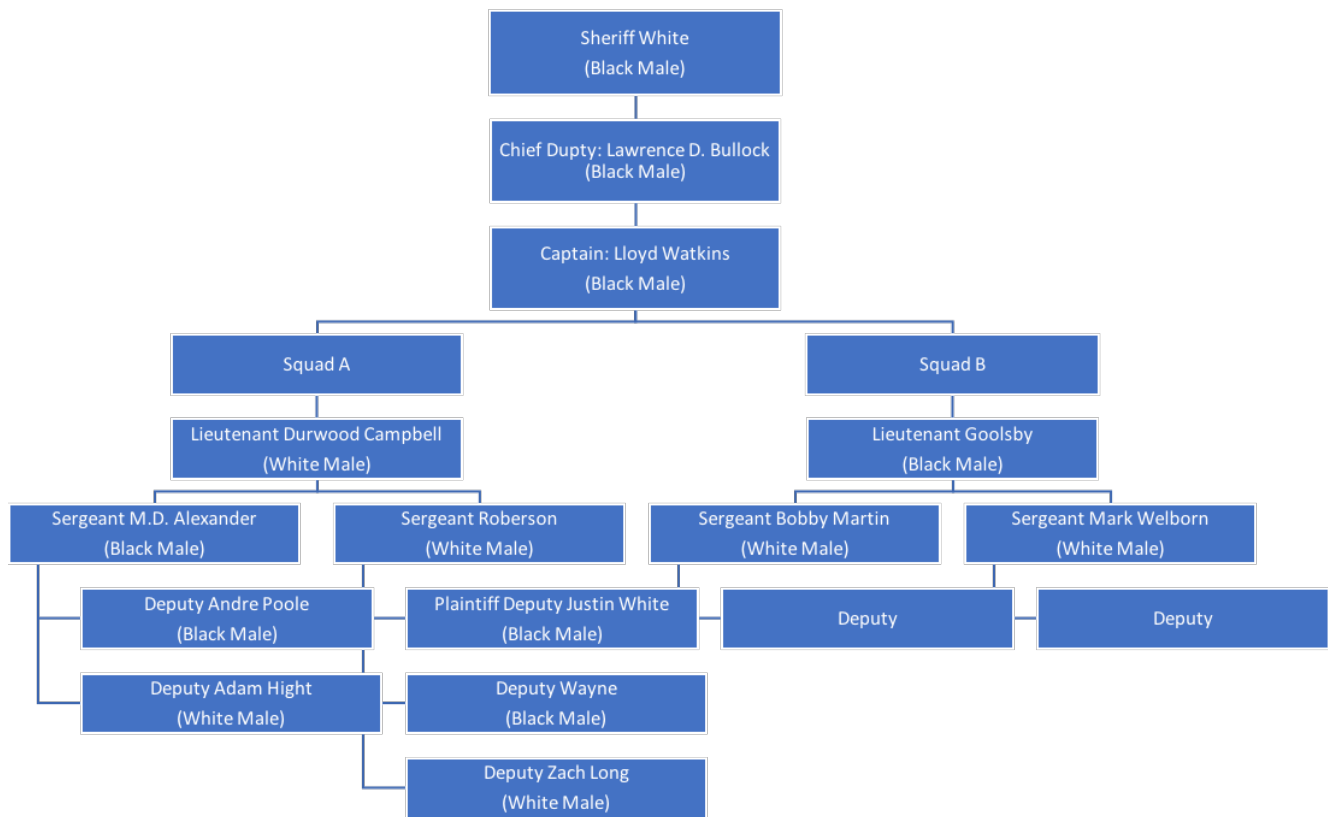 Sheriff White
(Black Male)
Chief Dupty: Lawrence D. Bullock
(Black Male)
Captain: Lloyd Watkins
(Black Male)
Squad A
Squad B
Lieutenant Durwood Campbell
(White Male)
Lieutenant Goolsby
(Black Male)
Sergeant M.D. Alexander
(Black Male)
Sergeant Roberson
(White Male)
Sergeant Bobby Martin
(White Male)
Sergeant Mark Welborn
(White Male)
Deputy Andre Poole
(Black Male)
Plaintiff Deputy Justin White
(Black Male)
Deputy
Deputy
Deputy Adam Hight
(White Male)
Deputy Wayne
(Black Male)
Deputy Zach Long
(White Male)